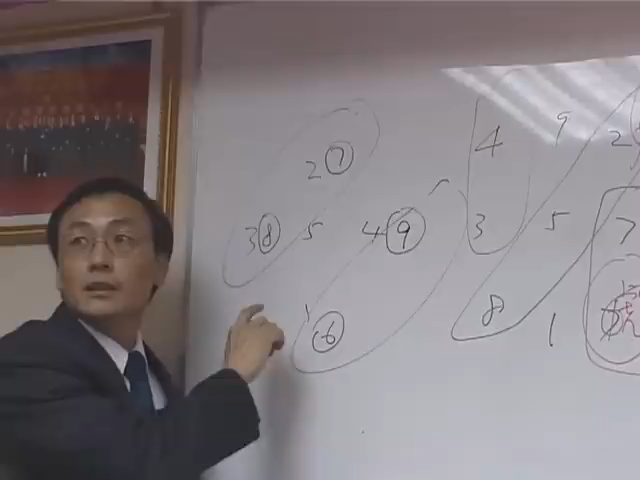 2 7
3 8 5 4 9
1 6
4 9 2
3 5 7
8 1